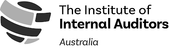 The Institute of
Internal Auditors
Australia